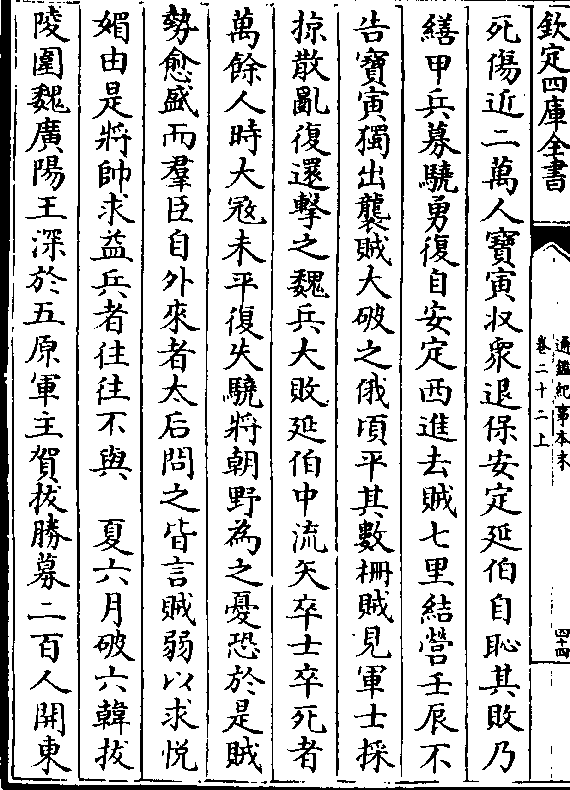 欽定四庫全書
通鑑紀事本末
卷二十二上
四十四
死傷近二萬人寶寅収衆退保安定延伯自恥其敗乃
繕甲兵募驍勇復自安定西進去賊七里結營壬辰不
告寶寅獨出襲賊大破之俄頃平其數柵賊見軍士採
掠散亂復還擊之魏兵大敗延伯中流矢卒士卒死者
萬餘人時大㓂未平復失驍將朝野為之憂恐於是賊
勢愈盛而羣臣自外來者太后問之皆言賊弱以求悅
媚由是將帥求益兵者往往不與　夏六月破六韓拔
陵圍魏廣陽王深於五原軍主賀拔勝募二百人開東